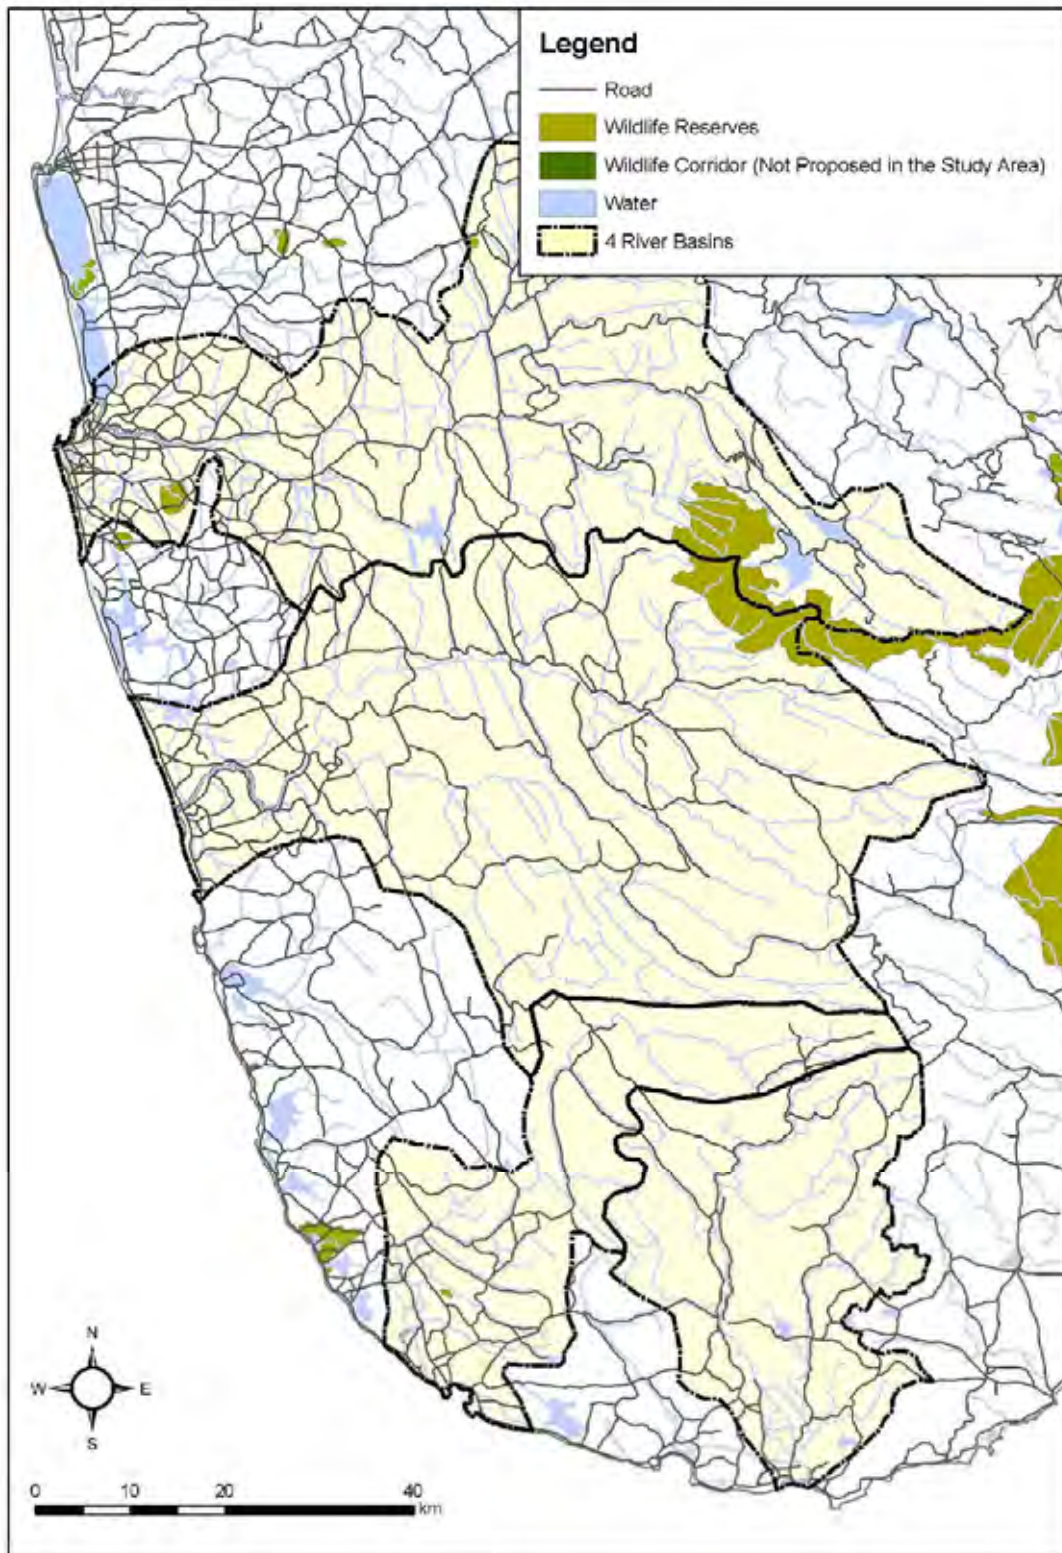 Legend
Road
Wildlife Reserves
Wildlife Corridor (Not Proposed in the Study Area)
Water
4 River Basins
N
W E
S
0 10 20 40
km